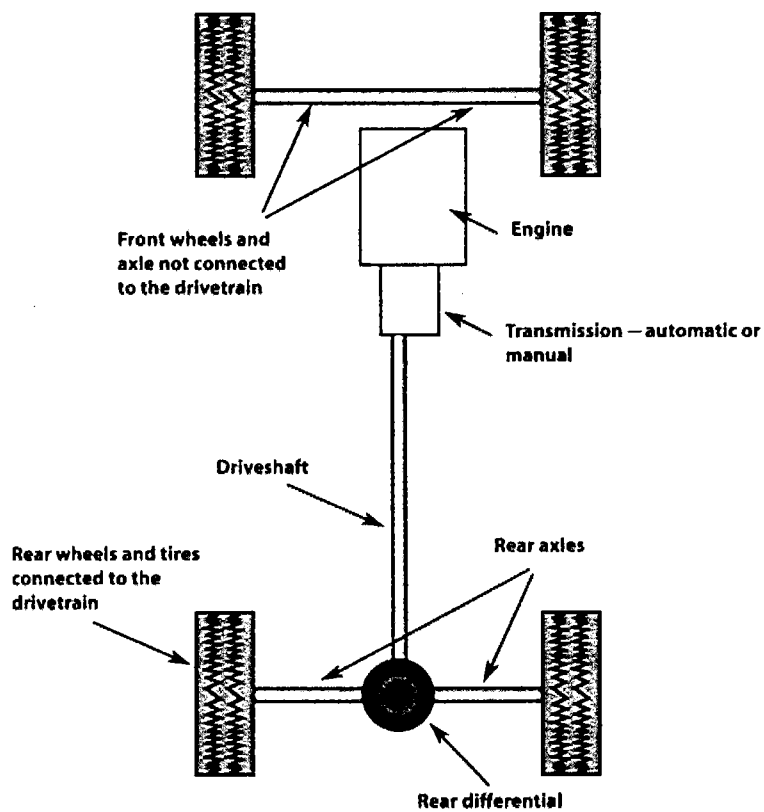 Front wheels and
axle not connected
to the drivetrain
Engine
Transmission — automatic or
manual
Driveshaft
Rear wheels and tires
connected to the
drivetrain
Rear axles
Rear differential